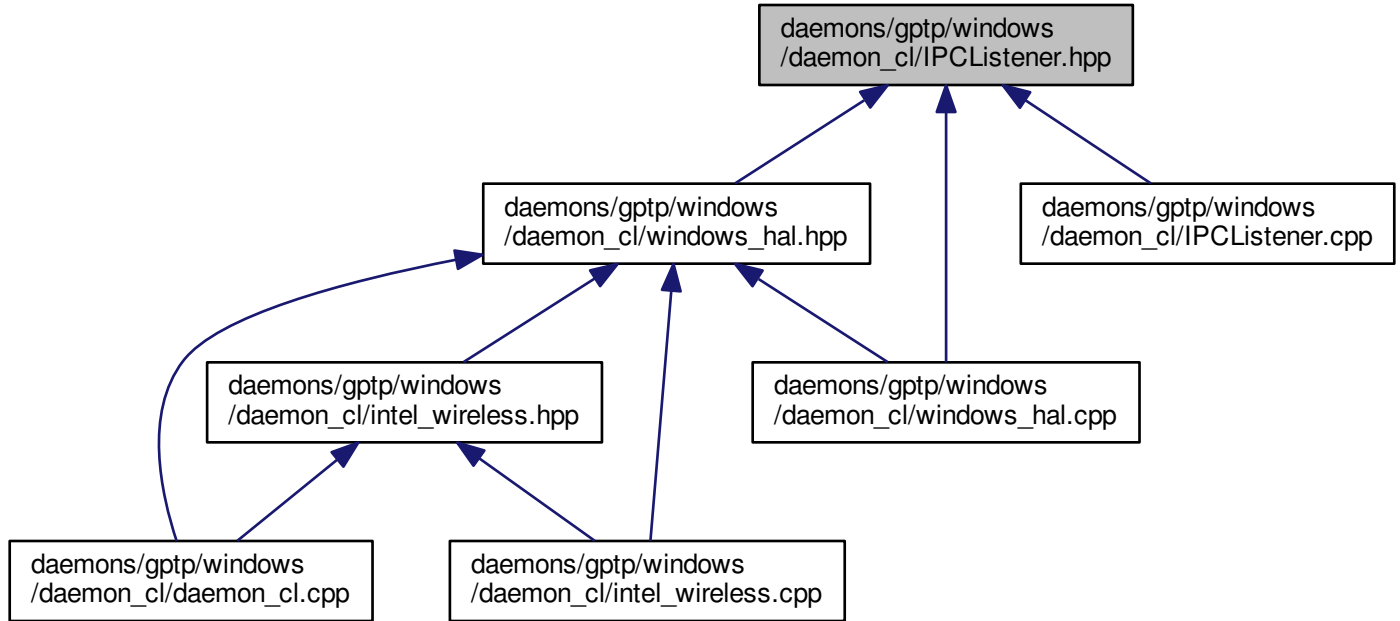 daemons/gptp/windows
/daemon_cl/IPCListener.hpp
daemons/gptp/windows
/daemon_cl/windows_hal.hpp
daemons/gptp/windows
/daemon_cl/IPCListener.cpp
daemons/gptp/windows
/daemon_cl/intel_wireless.hpp
daemons/gptp/windows
/daemon_cl/windows_hal.cpp
daemons/gptp/windows
/daemon_cl/daemon_cl.cpp
daemons/gptp/windows
/daemon_cl/intel_wireless.cpp